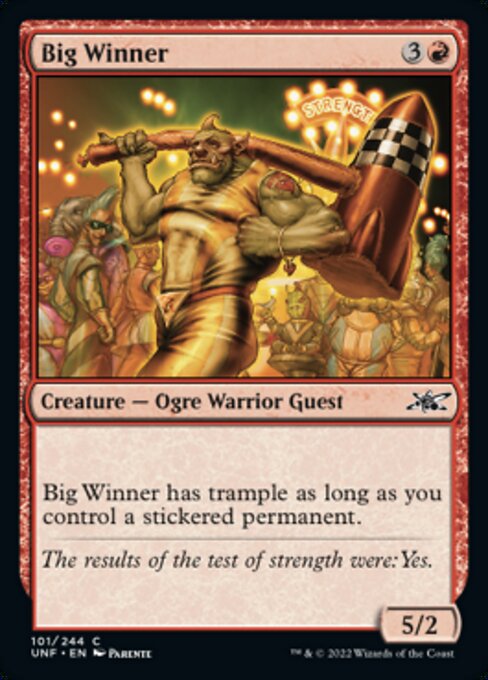 Big Winner 3
STRENGTH
Creature — Ogre Warrior Guest
Big Winner has trample as long as you
control a stickered permanent.
The results of the test of strength were: Yes.
5/2
101/244 C
UNF • EN Parente
™ & © 2022 Wizards of the Coast